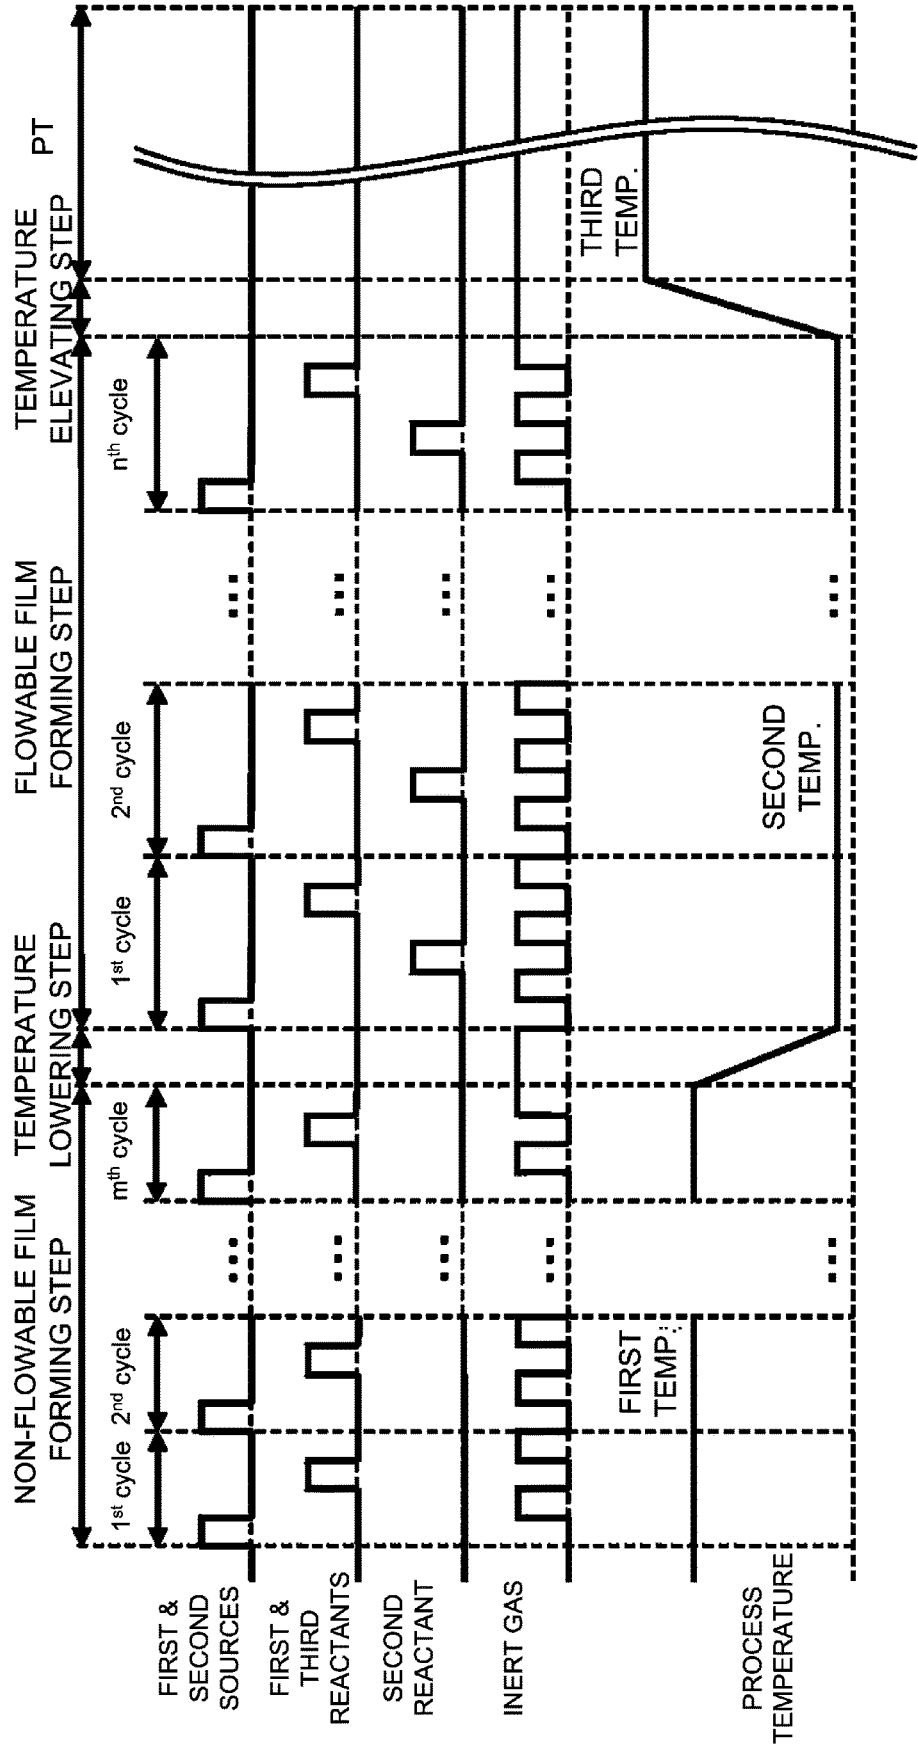 NON-FLOWABLE FILM
FORMING STEP
TEMPERATURE
LOWERING STEP
FLOWABLE FILM
FORMING STEP
TEMPERATURE
ELEVATING STEP
PT
1st cycle
2nd cycle
mth cycle
1st cycle
2nd cycle
nth cycle
FIRST &
SECOND
SOURCES
...
...
FIRST &
THIRD
REACTANTS
...
...
SECOND
REACTANT
...
...
INERT GAS
...
...
PROCESS
TEMPERATURE
FIRST
TEMP.
...
SECOND
TEMP.
...
THIRD
TEMP.